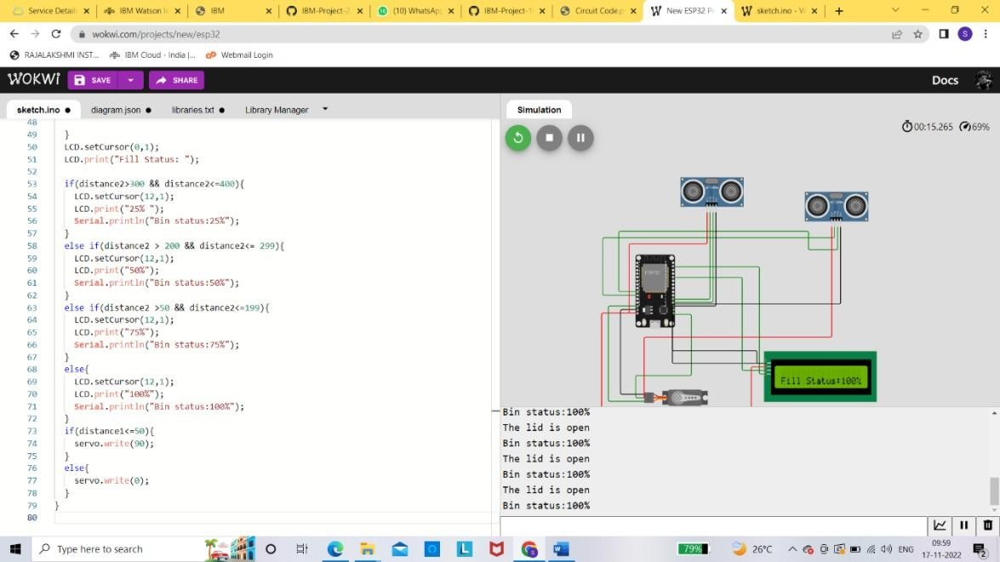 Service Details
IBM Watson I
IBM
IBM-Project-2
(10) WhatsApp
IBM-Project-1
Circuit Code.p
New ESP32 Pr
sketch.ino - W
wokwi.com/projects/new/esp32
S
RAJALAKSHMI INST...
IBM Cloud - India |...
Webmail Login
WOKWI
SAVE
SHARE
Docs
sketch.ino
diagram.json
libraries.txt
Library Manager
Simulation
00:15.265
69%
48
49 }
50 LCD.setCursor(0,1);
51 LCD.print("Fill Status: ");
52
53 if(distance2>300 && distance2<=400){
54 LCD.setCursor(12,1);
55 LCD.print("25% ");
56 Serial.println("Bin status:25%");
57 }
58 else if(distance2 > 200 && distance2<= 299){
59 LCD.setCursor(12,1);
60 LCD.print("50%");
61 Serial.println("Bin status:50%");
62 }
63 else if(distance2 >50 && distance2<=199){
64 LCD.setCursor(12,1);
65 LCD.print("75%");
66 Serial.println("Bin status:75%");
67 }
68 else{
69 LCD.setCursor(12,1);
70 LCD.print("100%");
71 Serial.println("Bin status:100%");
72 }
73 if(distance1<=50){
74 servo.write(90);
75 }
76 else{
77 servo.write(0);
78 }
79 }
80
ESP32
Fill Status:100%
Bin status:100%
The lid is open
Bin status:100%
The lid is open
Bin status:100%
The lid is open
Bin status:100%
Type here to search
79%
26°C
ENG
09:59
17-11-2022
2